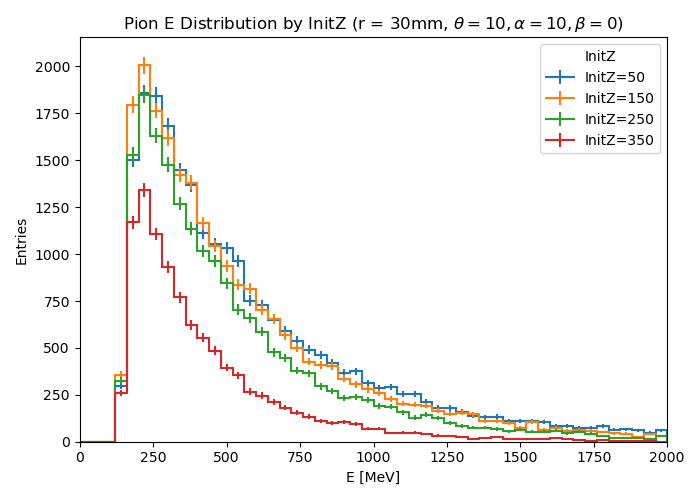 Pion E Distribution by InitZ (r = 30mm, θ = 10, α = 10, β = 0)
InitZ
InitZ=50
InitZ=150
InitZ=250
InitZ=350
Entries
2000
1750
1500
1250
1000
750
500
250
0
0 250 500 750 1000 1250 1500 1750 2000
E [MeV]